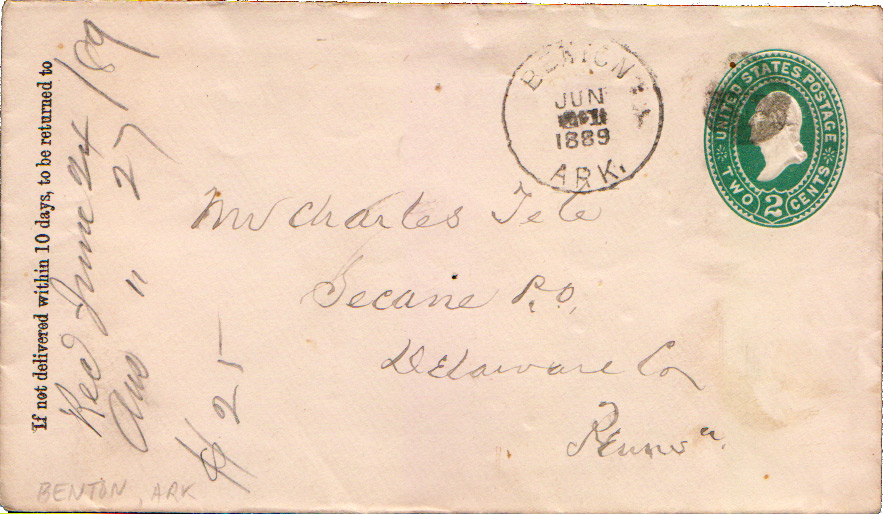 If not delivered within 10 days, to be returned to
Rec'd June 24/89
Ans " 27
$25
BENTON
JUN
1889
ARK.
UNITED STATES POSTAGE
TWO 2 CENTS
Mr Charles Tete
Secane P.O,
Delaware Co
Penna
BENTON, ARK